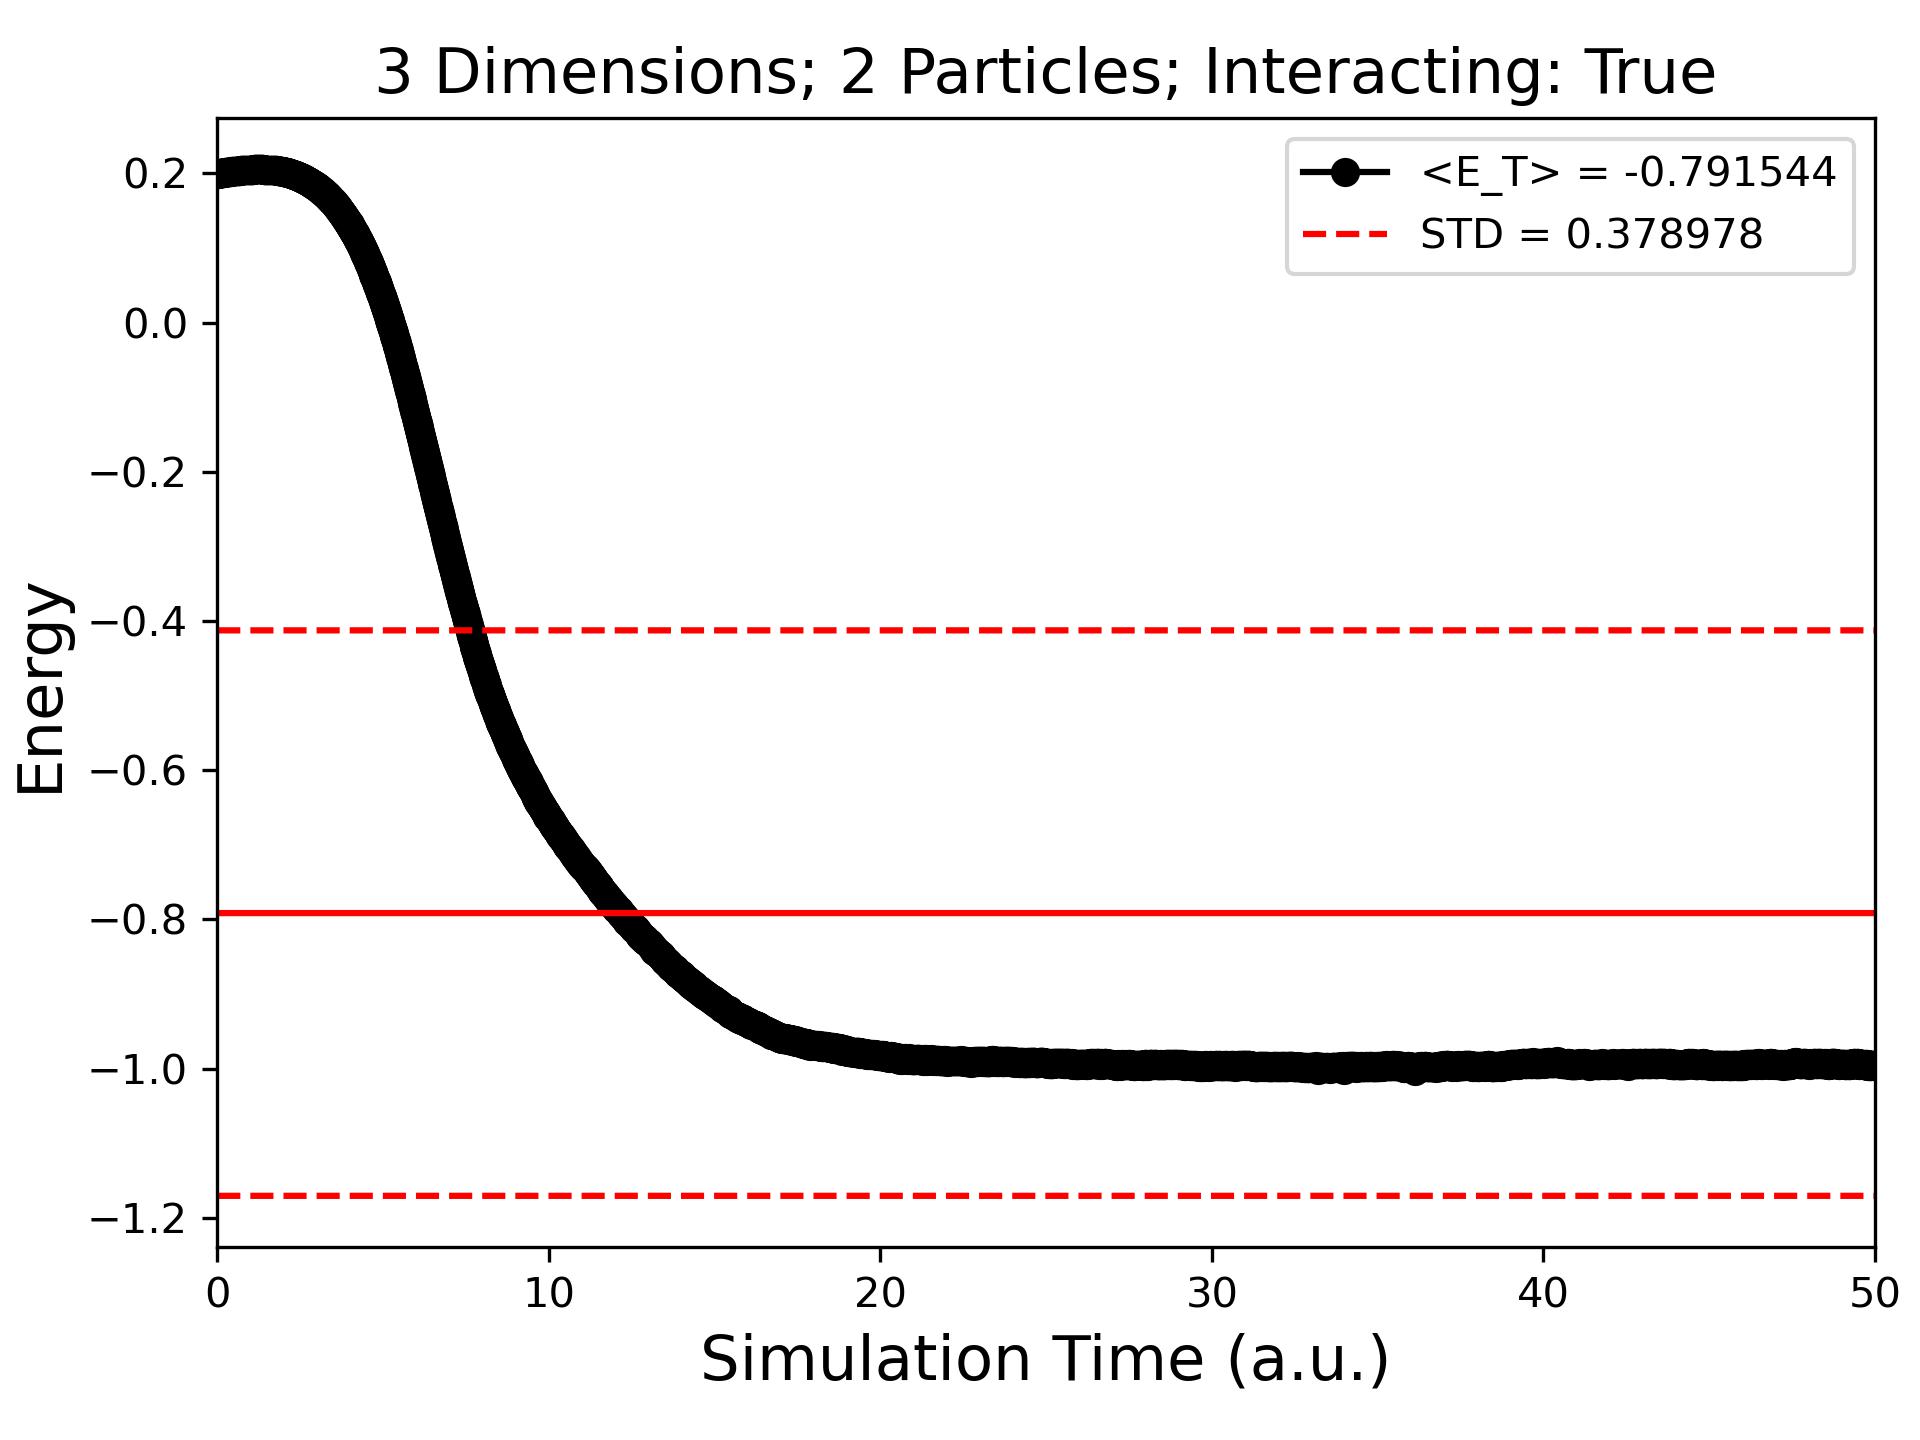 3 Dimensions; 2 Particles; Interacting: True
<E_T> = -0.791544
STD = 0.378978
Energy
0.2
0.0
−0.2
−0.4
−0.6
−0.8
−1.0
−1.2
0 10 20 30 40 50
Simulation Time (a.u.)